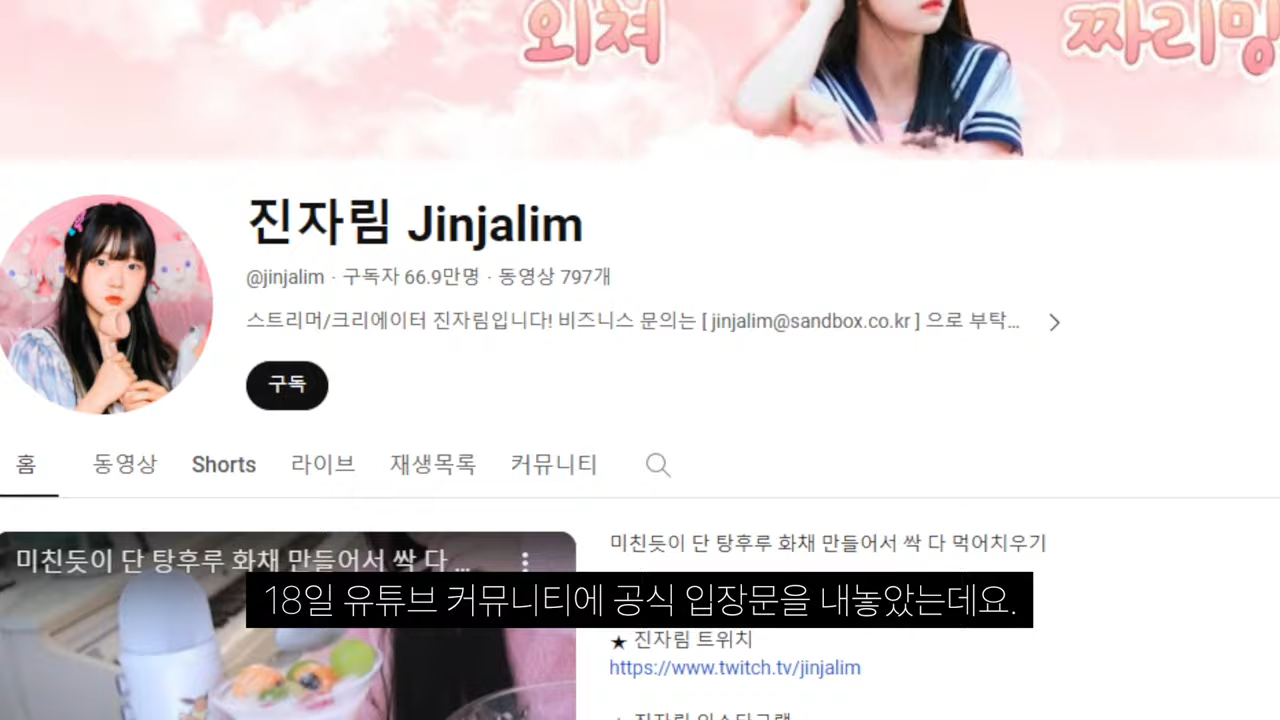 외쳐
짜리밍
진자림 Jinjalim
@jinjalim · 구독자 66.9만명 · 동영상 797개
스트리머/크리에이터 진자림입니다! 비즈니스 문의는 [ jinjalim@sandbox.co.kr ] 으로 부탁...
구독
홈 동영상 Shorts 라이브 재생목록 커뮤니티
미친듯이 단 탕후루 화채 만들어서 싹 다 ...
미친듯이 단 탕후루 화채 만들어서 싹 다 먹어치우기
18일 유튜브 커뮤니티에 공식 입장문을 내놓았는데요.
★ 진자림 트위치
https://www.twitch.tv/jinjalim